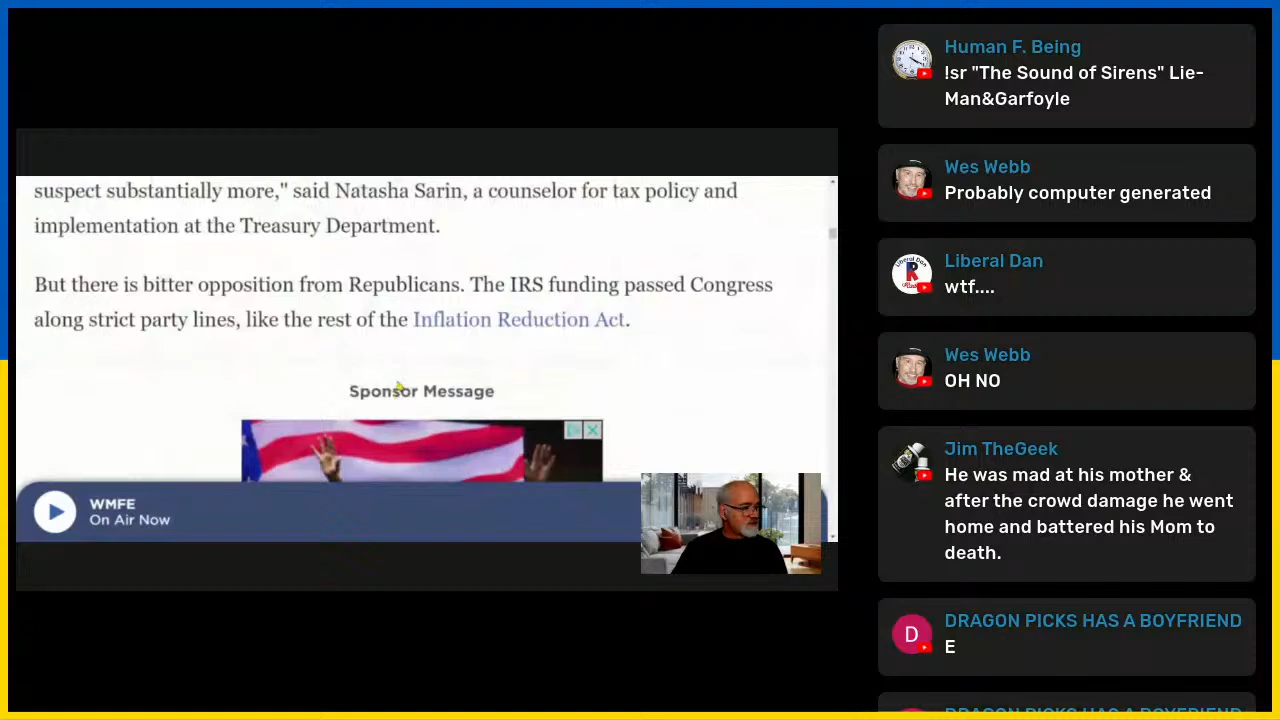 suspect substantially more," said Natasha Sarin, a counselor for tax policy and
implementation at the Treasury Department.
But there is bitter opposition from Republicans. The IRS funding passed Congress
along strict party lines, like the rest of the Inflation Reduction Act.
Sponsor Message
WMFE
On Air Now
Human F. Being
!sr "The Sound of Sirens" Lie-
Man&Garfoyle
Wes Webb
Probably computer generated
Liberal Dan
wtf....
Wes Webb
OH NO
Jim TheGeek
He was mad at his mother &
after the crowd damage he went
home and battered his Mom to
death.
D
DRAGON PICKS HAS A BOYFRIEND
E
DRAGON PICKS HAS A BOYFRIEND